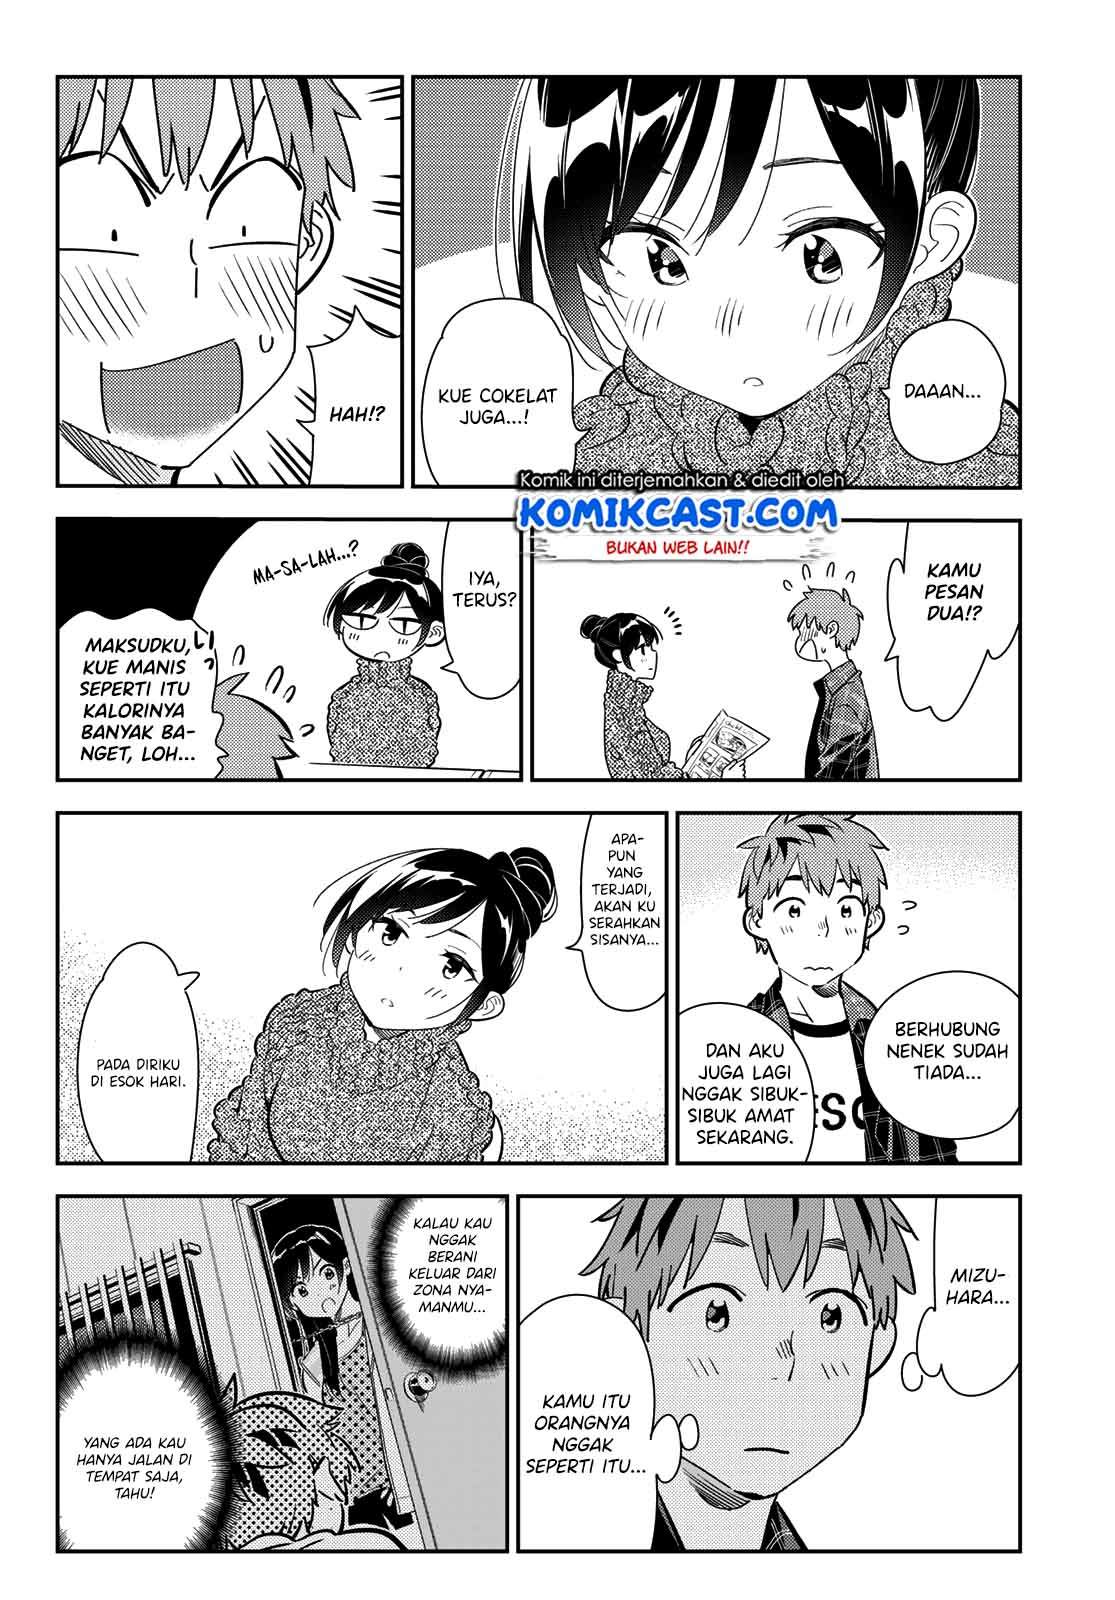 DAAAN...
KUE COKELAT
JUGA...!
HAH!?
Komik ini diterjemahkan & diedit oleh
KOMIKCAST.COM
BUKAN WEB LAIN!!
KAMU
PESAN
DUA!?
IYA,
TERUS?
MA-SA-LAH...?
MAKSUDKU,
KUE MANIS
SEPERTI ITU
KALORINYA
BANYAK BA-
NGET, LOH...
BERHUBUNG
NENEK SUDAH
TIADA...
DAN AKU
JUGA LAGI
NGGAK SIBUK-
SIBUK AMAT
SEKARANG.
ESC
APA-
PUN
YANG
TERJADI,
AKAN KU
SERAHKAN
SISANYA...
PADA DIRIKU
DI ESOK HARI.
MIZU-
HARA...
KAMU ITU
ORANGNYA
NGGAK
SEPERTI ITU...
KALAU KAU
NGGAK
BERANI
KELUAR DARI
ZONA NYA-
MANMU...
YANG ADA KAU
HANYA JALAN DI
TEMPAT SAJA,
TAHU!